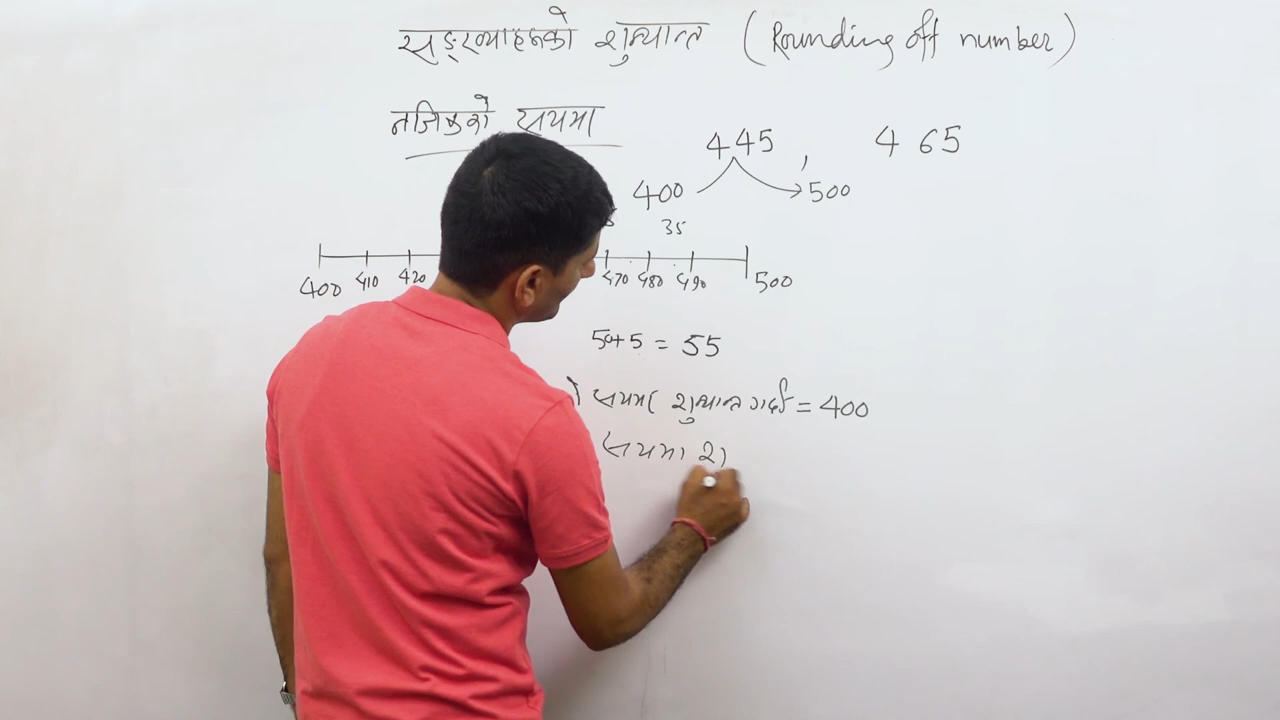 सङ्ख्याहरूको शून्यान्त (Rounding off number)
नजिकको सयमा
445 , 465
400 500
35
400 410 420 470 480 490 500
50+5 = 55
सयमा शून्यान्त गर्दा = 400
सयमा